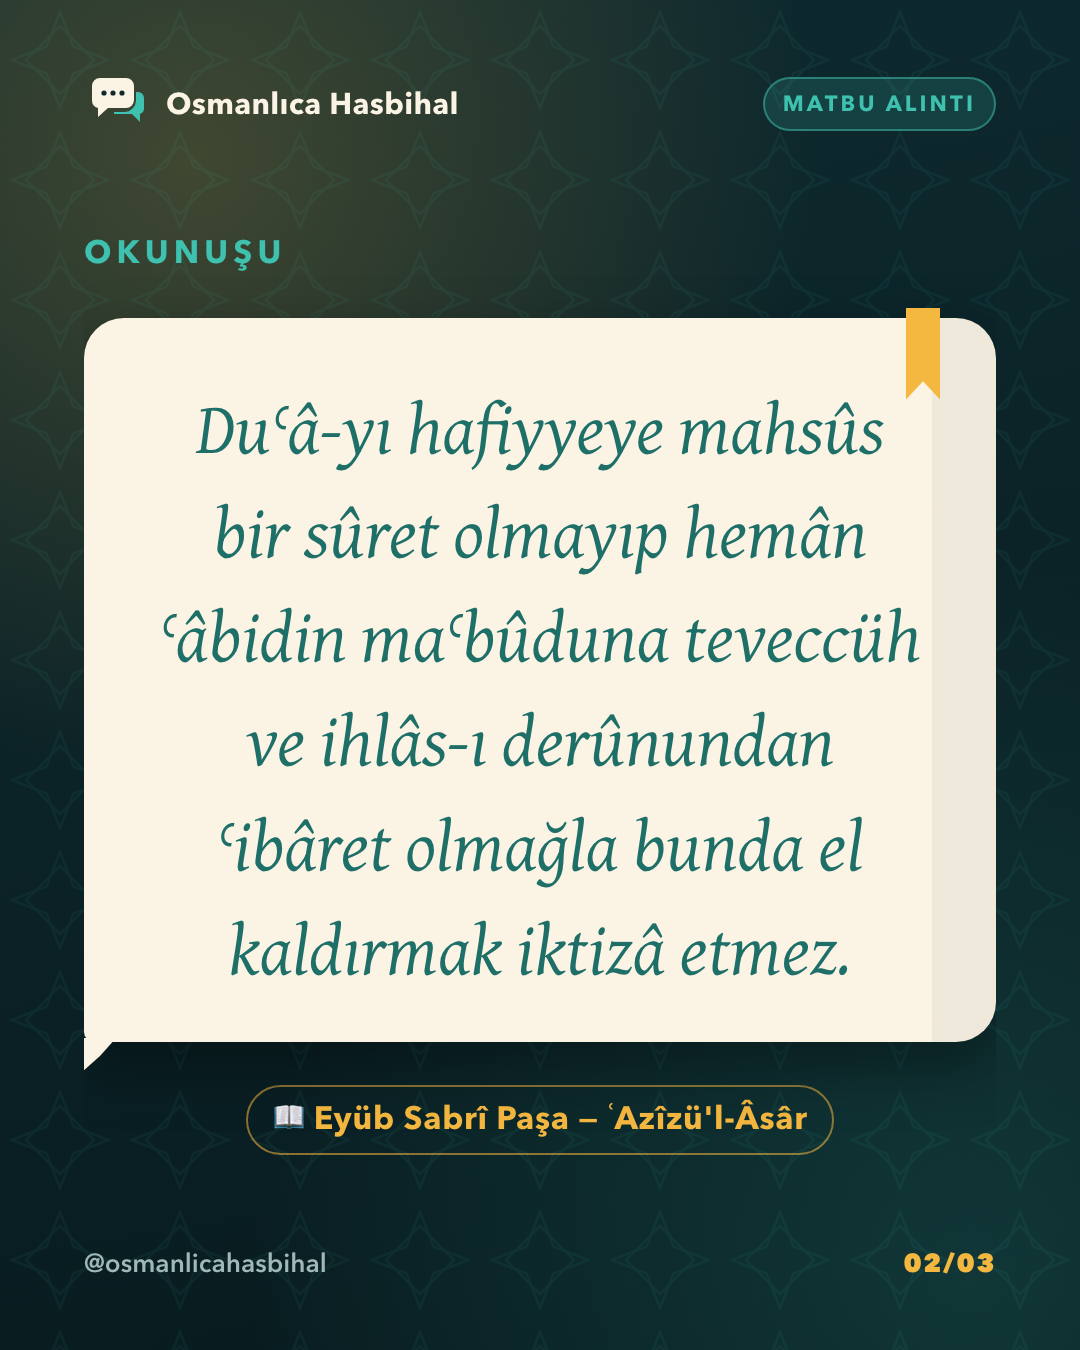 Osmanlıca Hasbihal
MATBU ALINTI
OKUNUŞU
Duʿâ-yı hafiyyeye mahsûs
bir sûret olmayıp hemân
ʿâbidin maʿbûduna teveccüh
ve ihlâs-ı derûnundan
ʿibâret olmağla bunda el
kaldırmak iktizâ etmez.
📖 Eyüb Sabrî Paşa — ʿAzîzü'l-Âsâr
@osmanlicahasbihal
02/03